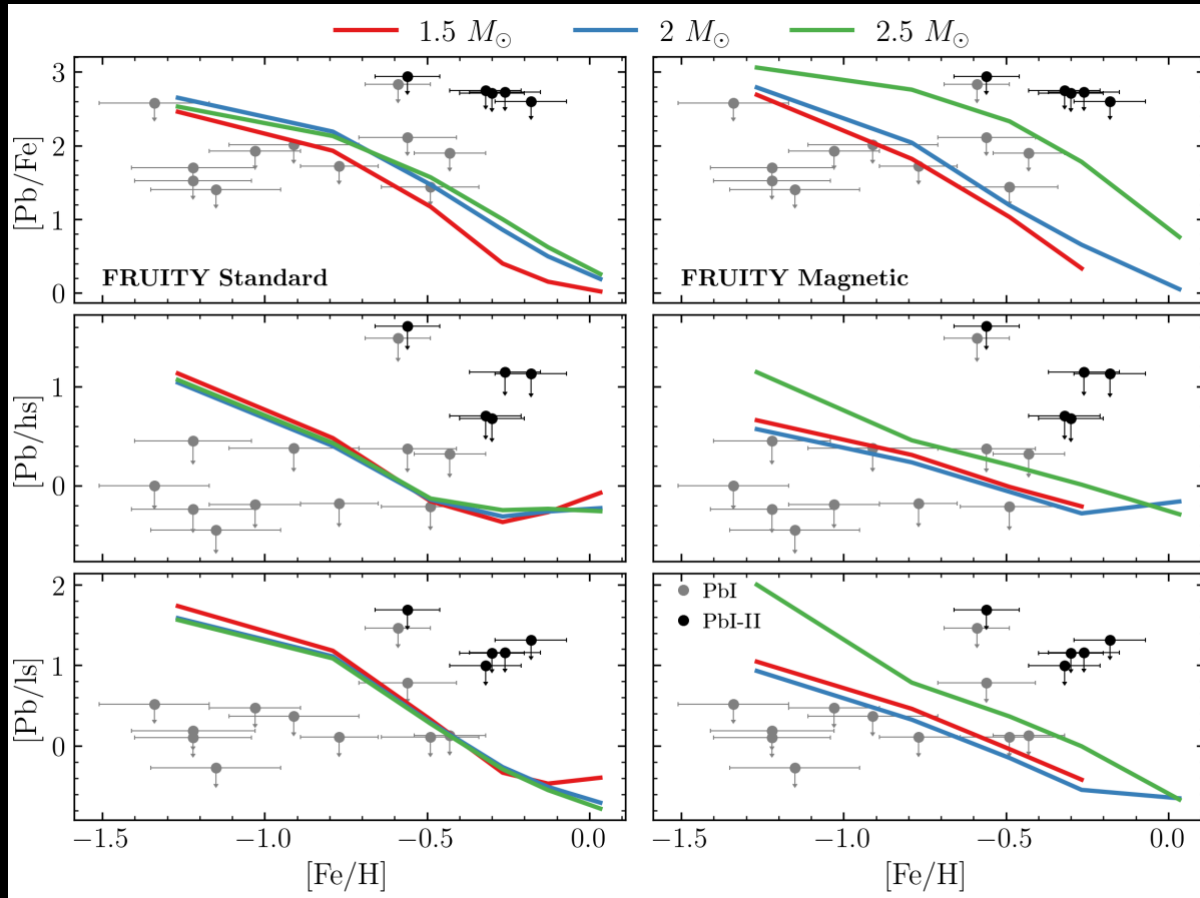 1.5 M⊙ 2 M⊙ 2.5 M⊙
[Pb/Fe]
3
2
1
0
FRUITY Standard
FRUITY Magnetic
[Pb/hs]
1
0
[Pb/ls]
2
1
0
PbI
PbI-II
−1.5 −1.0 −0.5 0.0
−1.5 −1.0 −0.5 0.0
[Fe/H]
[Fe/H]